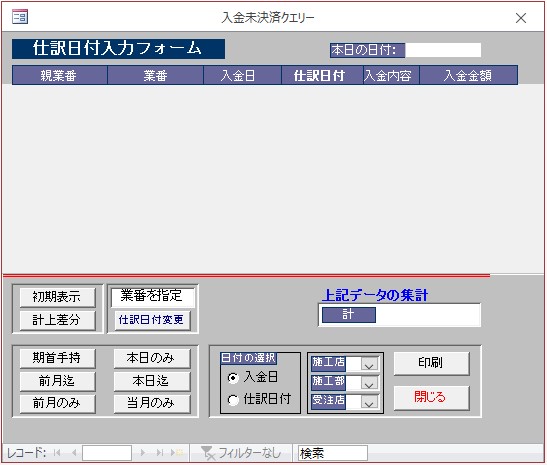 入金未決済クエリー
仕訳日付入力フォーム 本日の日付:
親業番 業番 入金日 仕訳日付 入金内容 入金金額
初期表示 業番を指定 上記データの集計
計上差分 仕訳日付変更 計
期首手持 本日のみ 日付の選択 施工店 印刷
前月迄 本日迄 入金日 施工部
前月のみ 当月のみ 仕訳日付 受注店 閉じる
レコード: フィルターなし 検索